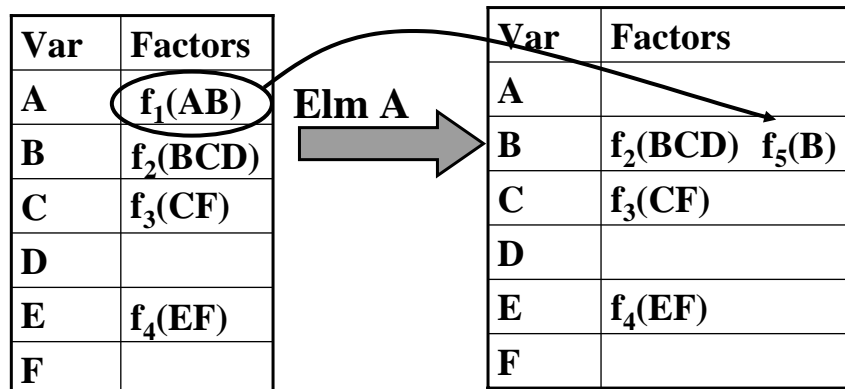 Var Factors
A f₁(AB)
B f₂(BCD)
C f₃(CF)
D
E f₄(EF)
F
Elm A
Var Factors
A
B f₂(BCD) f₅(B)
C f₃(CF)
D
E f₄(EF)
F